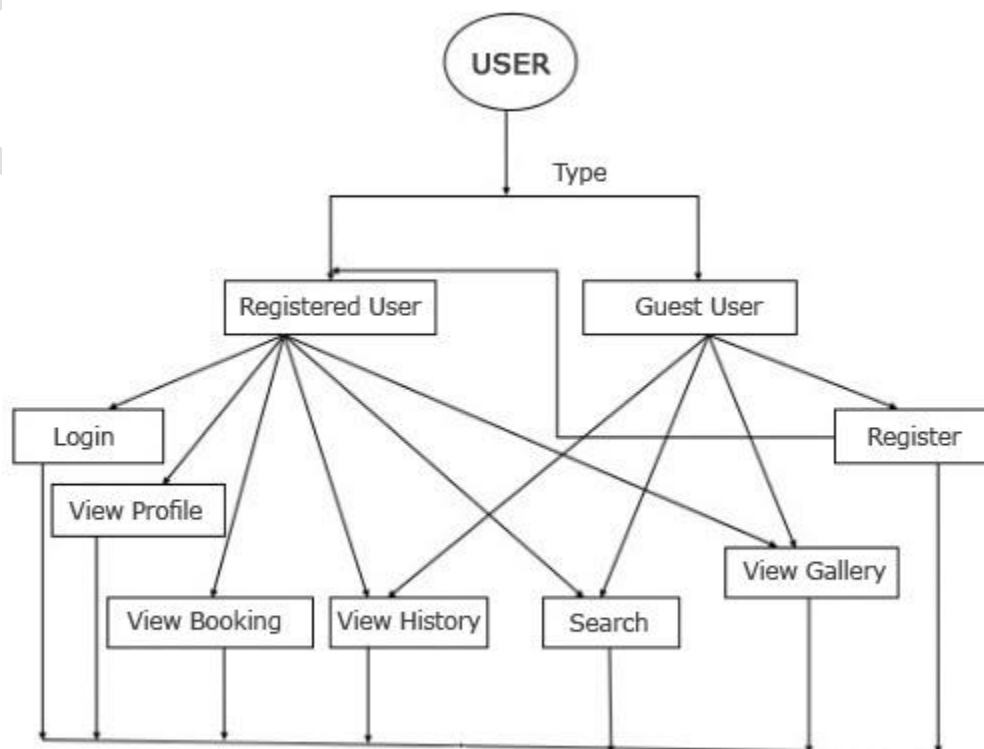 USER
Type
Registered User
Guest User
Login
Register
View Profile
View Gallery
View Booking
View History
Search